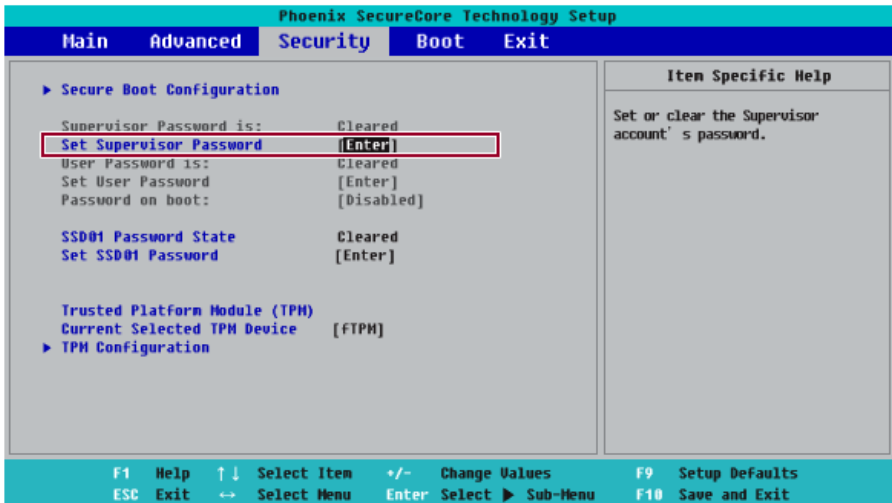 Phoenix SecureCore Technology Setup
Main Advanced Security Boot Exit
Item Specific Help
▶ Secure Boot Configuration
Set or clear the Supervisor
account's password.
Supervisor Password is: Cleared
Set Supervisor Password [Enter]
User Password is: Cleared
Set User Password [Enter]
Password on boot: [Disabled]
SSD01 Password State Cleared
Set SSD01 Password [Enter]
Trusted Platform Module (TPM)
Current Selected TPM Device [fTPM]
▶ TPM Configuration
F1 Help ↑↓ Select Item +/- Change Values F9 Setup Defaults
ESC Exit ↔ Select Menu Enter Select ▶ Sub-Menu F10 Save and Exit